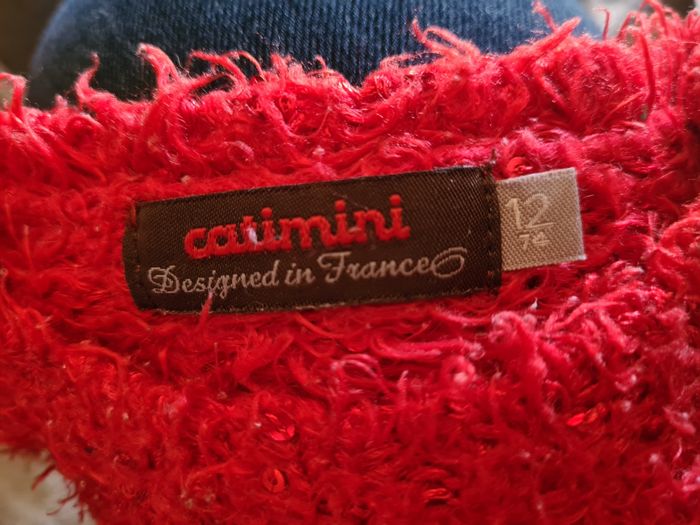 catimini
Designed in France
12
74